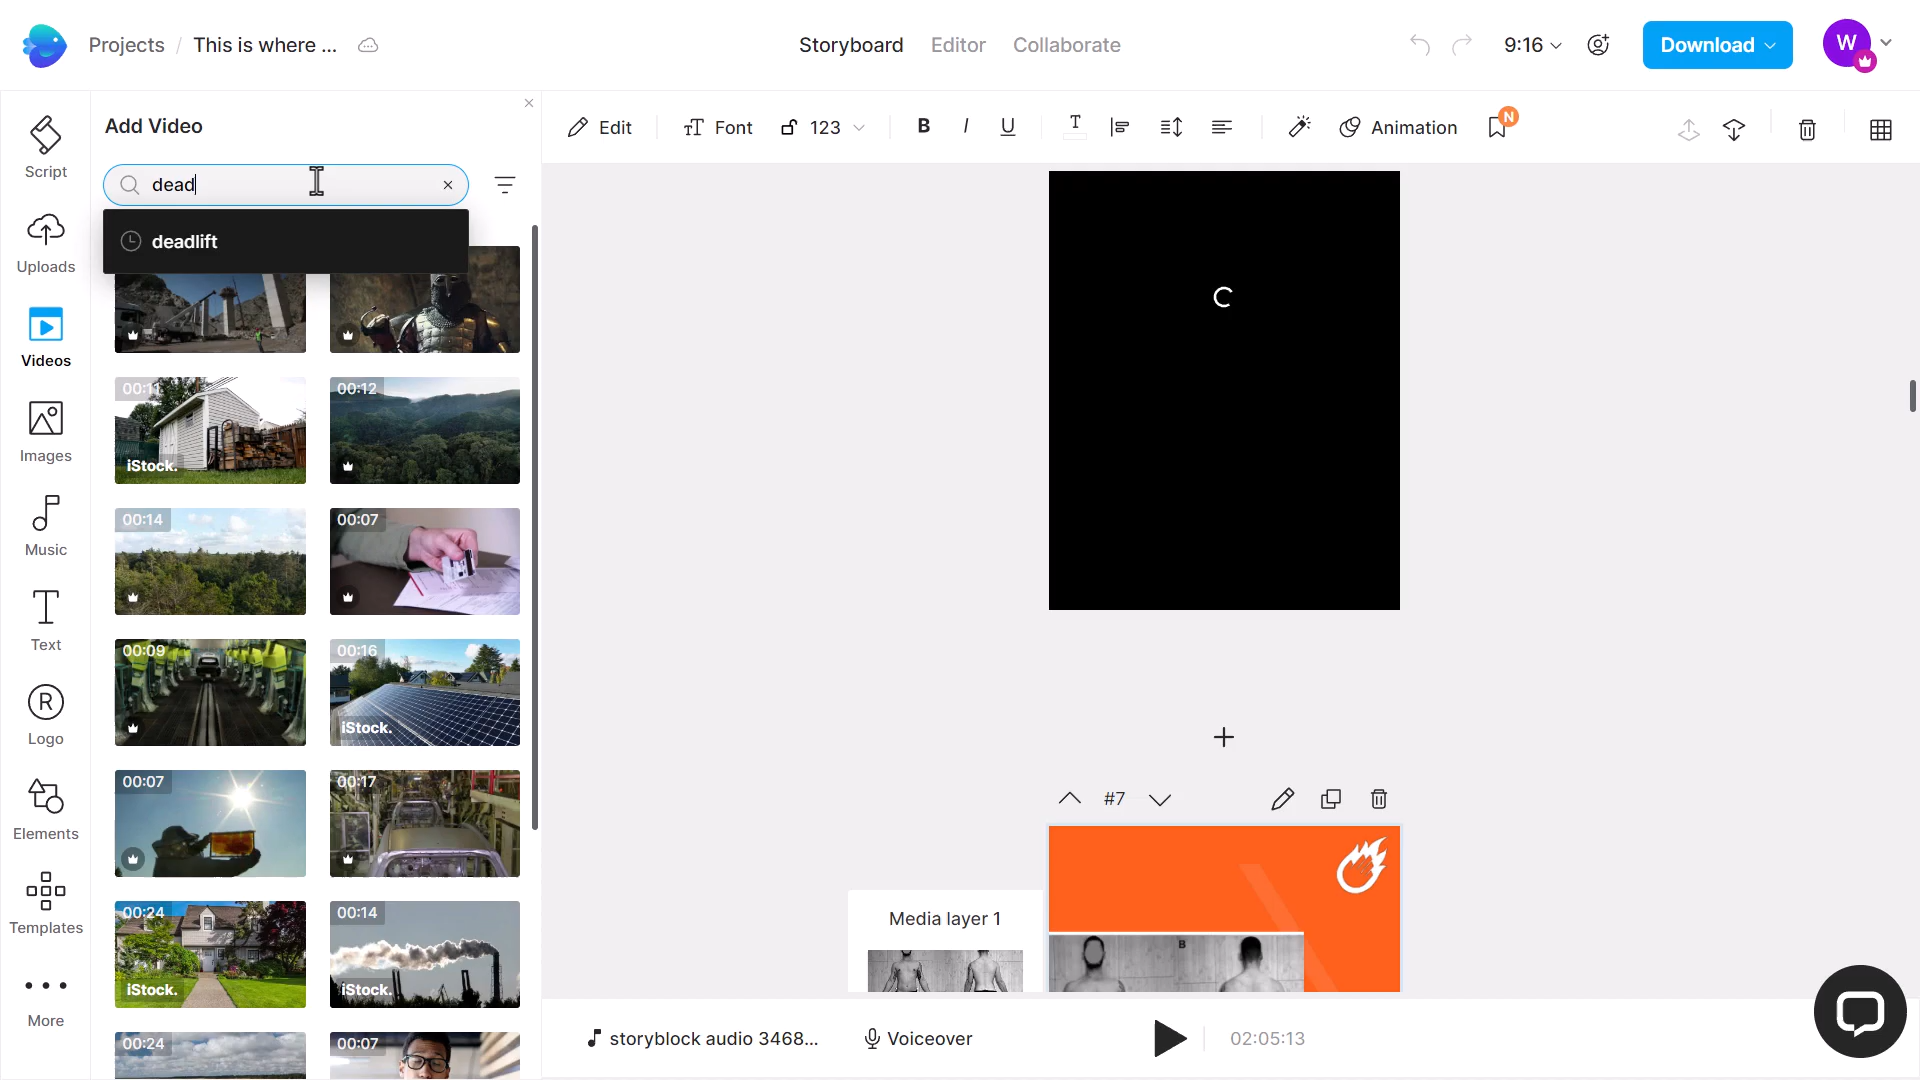 Projects / This is where ...
Storyboard Editor Collaborate
9:16
Download
W
Script
Uploads
Videos
Images
Music
Text
R
Logo
Elements
Templates
More
Add Video
dead
deadlift
00:11
iStock.
00:12
00:14
00:07
00:09
00:16
iStock.
00:07
00:17
00:24
iStock.
00:14
iStock.
00:24
00:07
Edit
Font
123
B I U
T
Animation
N
#7
Media layer 1
B
storyblock audio 3468...
Voiceover
02:05:13